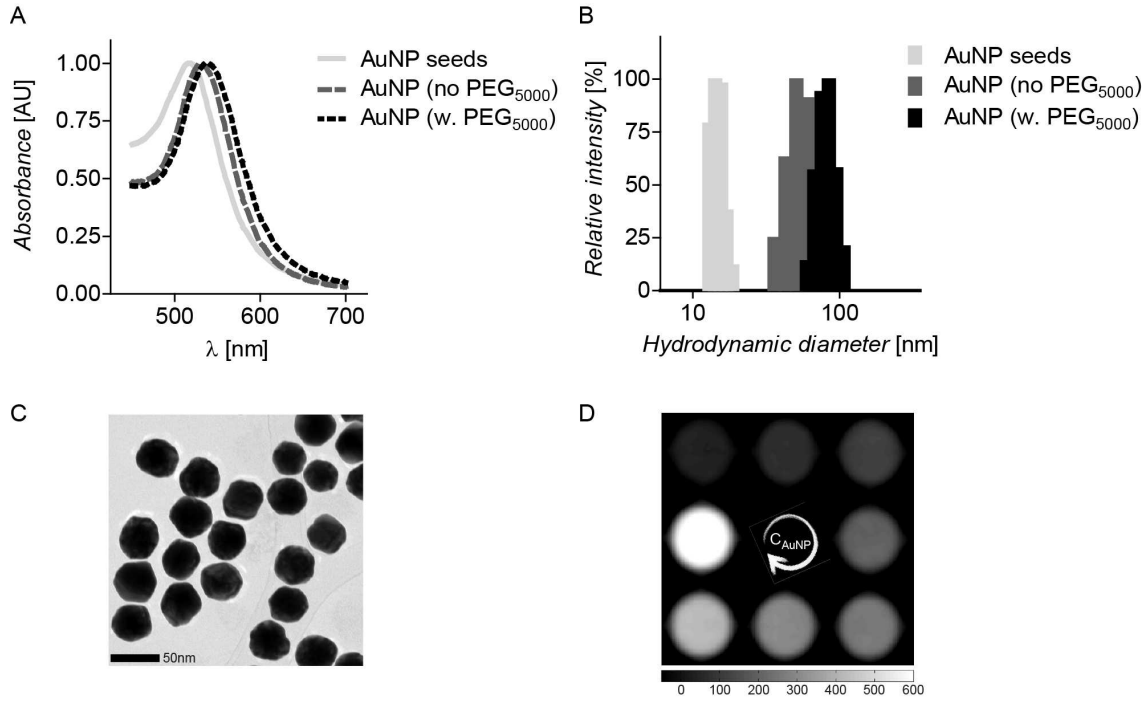 A
Absorbance [AU]
1.00
0.75
0.50
0.25
0.00
500 600 700
λ [nm]
AuNP seeds
AuNP (no PEG5000)
AuNP (w. PEG5000)
B
Relative intensity [%]
100
75
50
25
0
10 100
Hydrodynamic diameter [nm]
AuNP seeds
AuNP (no PEG5000)
AuNP (w. PEG5000)
C
50nm
D
CAuNP
0 100 200 300 400 500 600